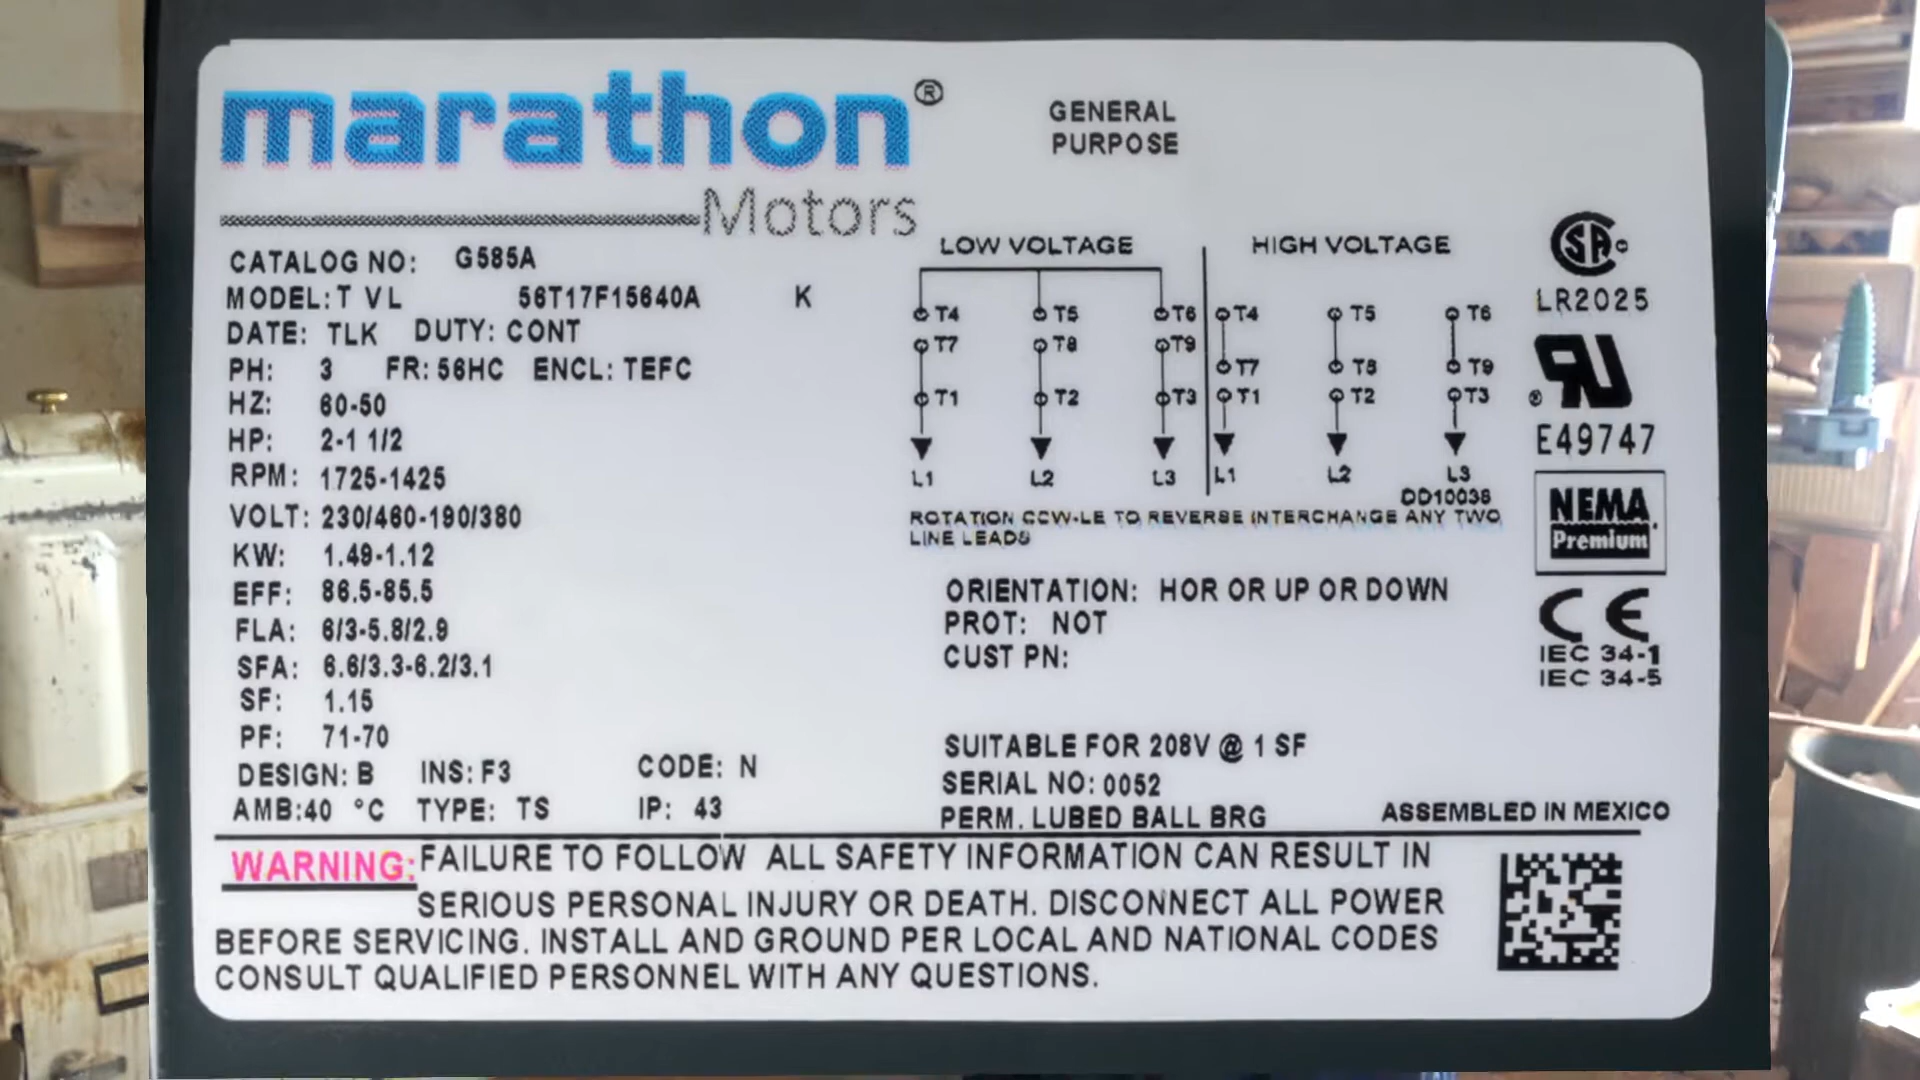 marathon®
Motors
GENERAL
PURPOSE
CATALOG NO: G585A
MODEL: T VL 56T17F15640A K
DATE: TLK DUTY: CONT
PH: 3 FR: 56HC ENCL: TEFC
HZ: 60-50
HP: 2-1 1/2
RPM: 1725-1425
VOLT: 230/460-190/380
KW: 1.49-1.12
EFF: 86.5-85.5
FLA: 6/3-5.8/2.9
SFA: 6.6/3.3-6.2/3.1
SF: 1.15
PF: 71-70
DESIGN: B INS: F3 CODE: N
AMB:40 °C TYPE: TS IP: 43
LOW VOLTAGE HIGH VOLTAGE
T4 T5 T6 T4 T5 T6
T7 T8 T9 T7 T8 T9
T1 T2 T3 T1 T2 T3
L1 L2 L3 L1 L2 L3
DD10036
ROTATION CCW-LE TO REVERSE INTERCHANGE ANY TWO
LINE LEADS
ORIENTATION: HOR OR UP OR DOWN
PROT: NOT
CUST PN:
SUITABLE FOR 208V @ 1 SF
SERIAL NO: 0052
PERM. LUBED BALL BRG
ASSEMBLED IN MEXICO
SA
LR2025
®
E49747
NEMA
Premium
CE
IEC 34-1
IEC 34-5
WARNING: FAILURE TO FOLLOW ALL SAFETY INFORMATION CAN RESULT IN
SERIOUS PERSONAL INJURY OR DEATH. DISCONNECT ALL POWER
BEFORE SERVICING. INSTALL AND GROUND PER LOCAL AND NATIONAL CODES
CONSULT QUALIFIED PERSONNEL WITH ANY QUESTIONS.